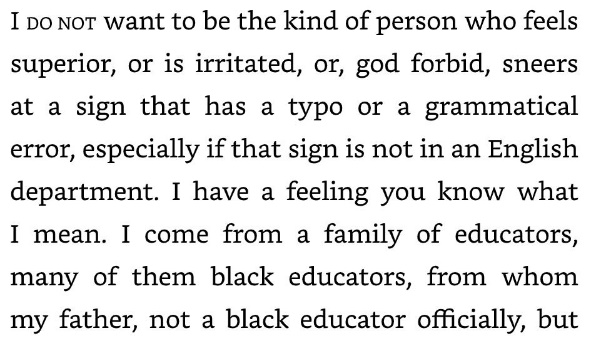 I DO NOT want to be the kind of person who feels
superior, or is irritated, or, god forbid, sneers
at a sign that has a typo or a grammatical
error, especially if that sign is not in an English
department. I have a feeling you know what
I mean. I come from a family of educators,
many of them black educators, from whom
my father, not a black educator officially, but